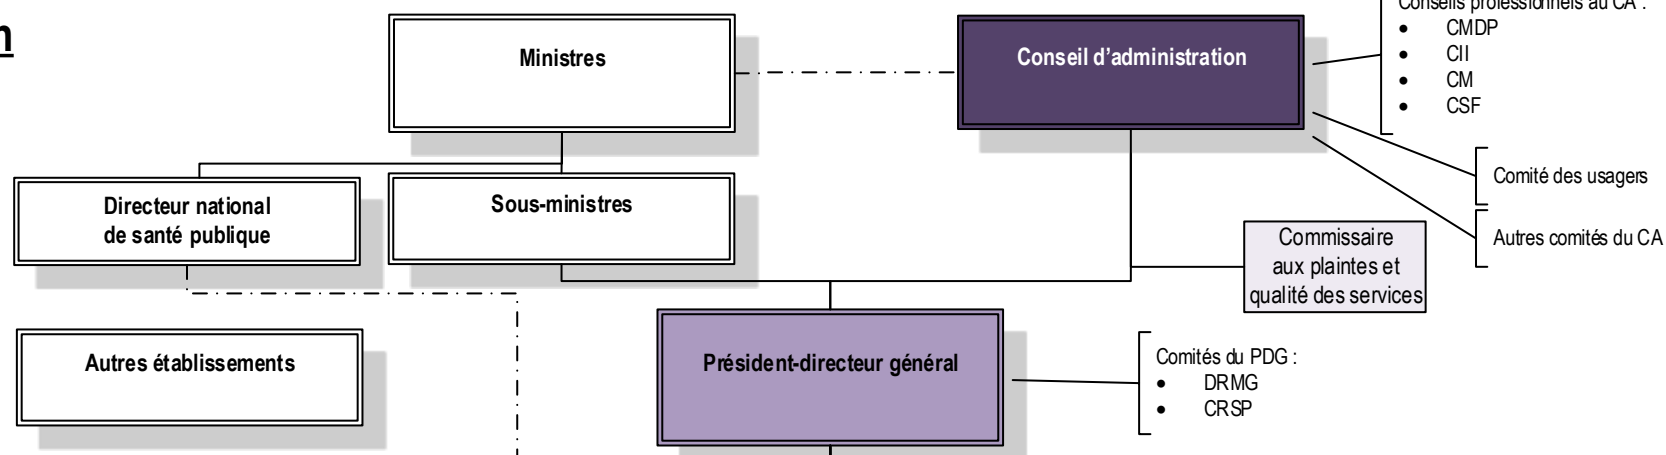 Ministres
Conseil d'administration
Conseils professionnels au CA :
• CMDP
• CII
• CM
• CSF
Comité des usagers
Autres comités du CA
Directeur national
de santé publique
Sous-ministres
Commissaire
aux plaintes et
qualité des services
Autres établissements
Président-directeur général
Comités du PDG :
• DRMG
• CRSP